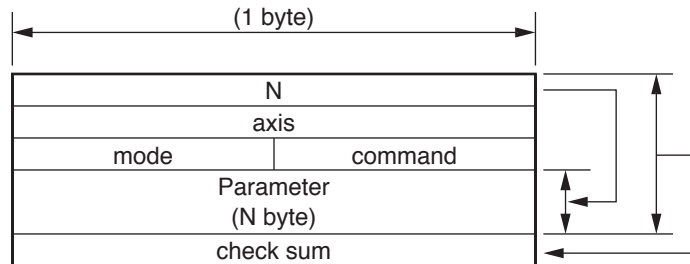 (1 byte)
N
axis
mode command
Parameter
(N byte)
check sum